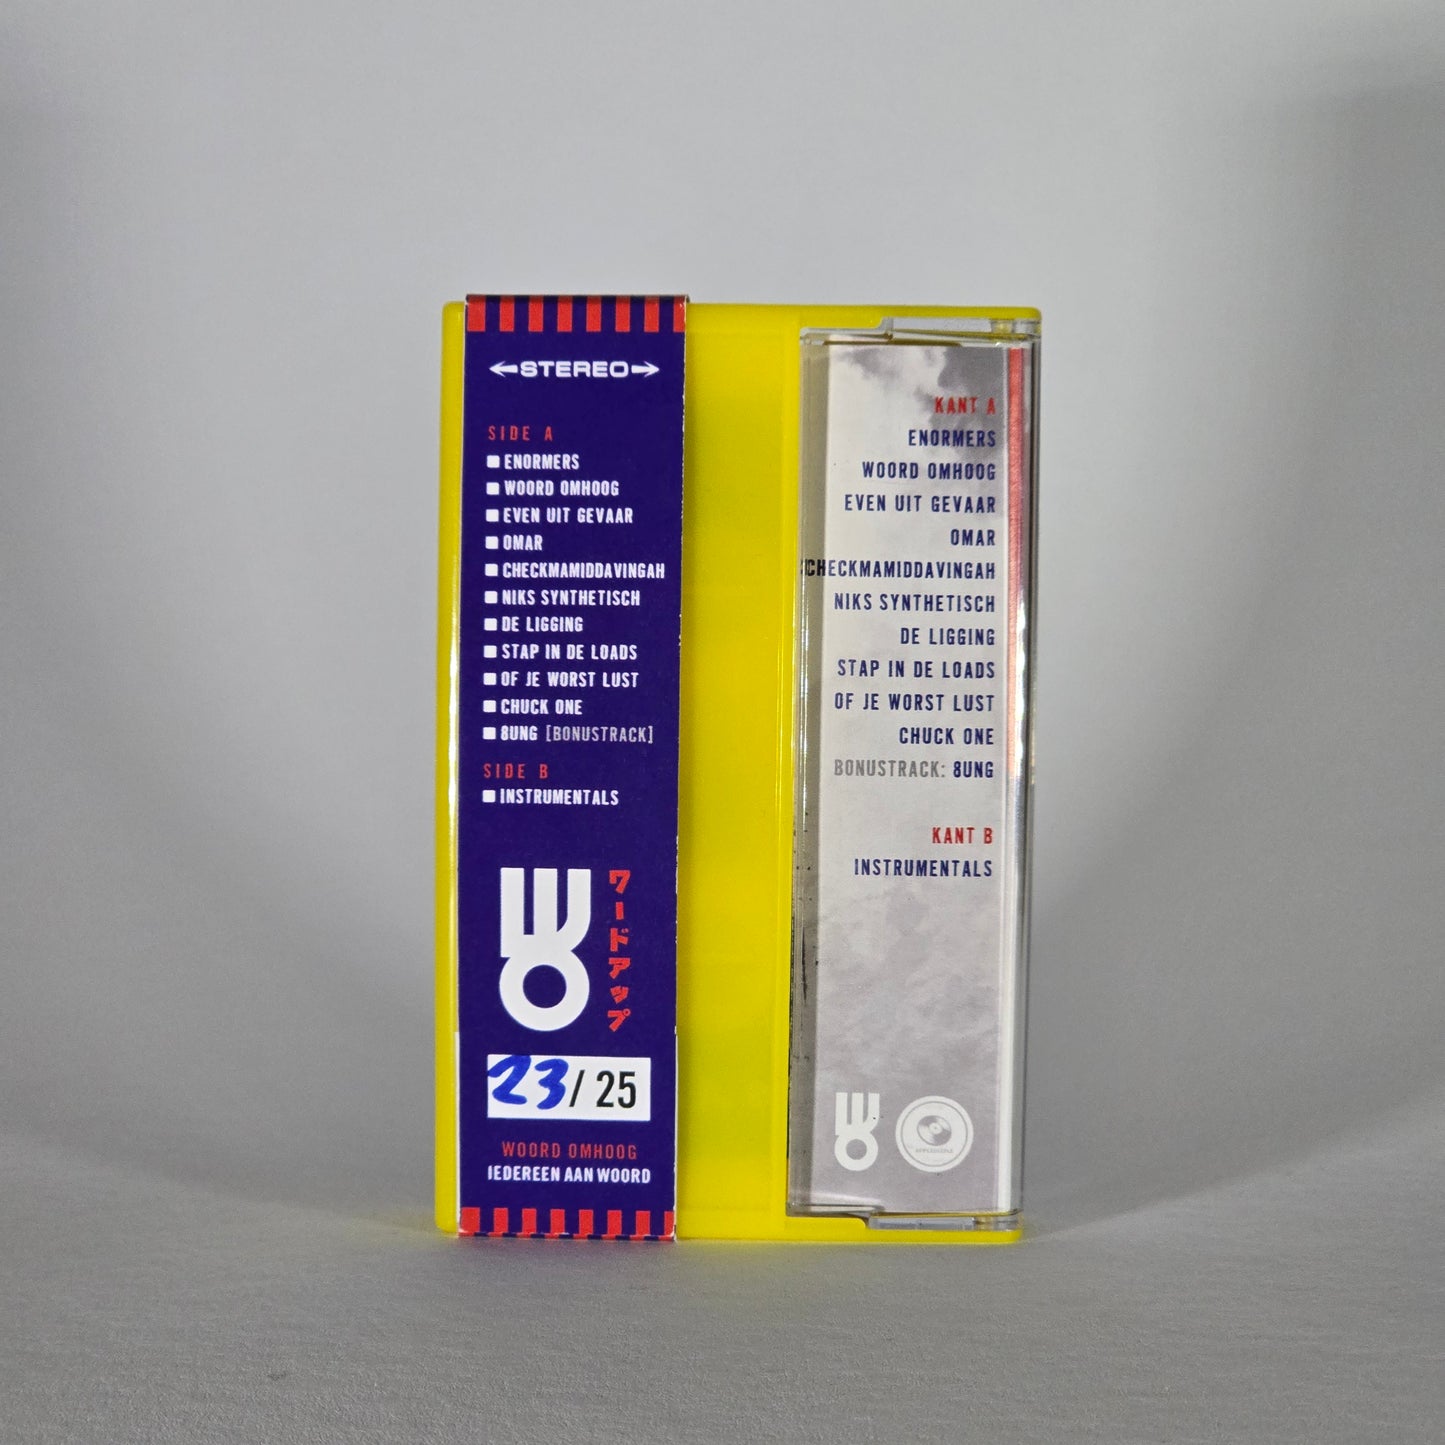 STEREO
SIDE A
ENORMERS
WOORD OMHOOG
EVEN UIT GEVAAR
OMAR
CHECKMAMIDDAVINGAH
NIKS SYNTHETISCH
DE LIGGING
STAP IN DE LOADS
OF JE WORST LUST
CHUCK ONE
8UNG [BONUSTRACK]
SIDE B
INSTRUMENTALS
WO
ワードアップ
23/25
WOORD OMHOOG
IEDEREEN AAN WOORD
KANT A
ENORMERS
WOORD OMHOOG
EVEN UIT GEVAAR
OMAR
CHECKMAMIDDAVINGAH
NIKS SYNTHETISCH
DE LIGGING
STAP IN DE LOADS
OF JE WORST LUST
CHUCK ONE
BONUSTRACK: 8UNG
KANT B
INSTRUMENTALS
WO